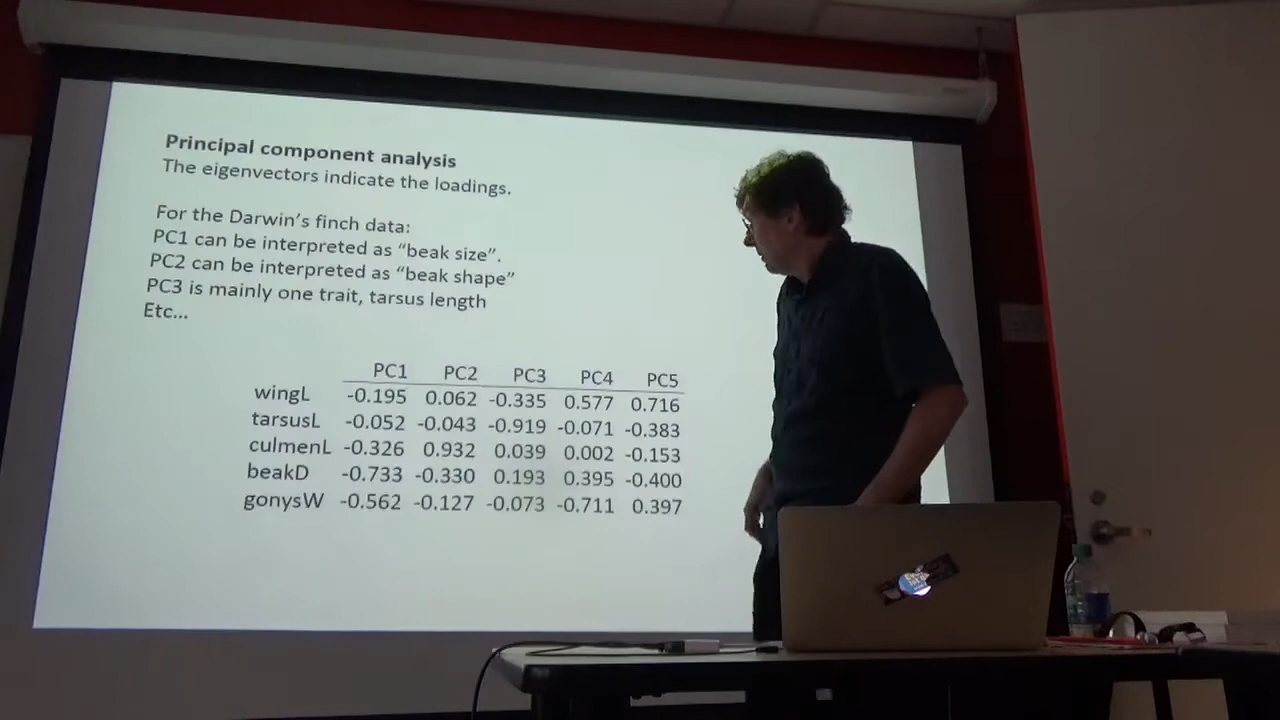 Principal component analysis
The eigenvectors indicate the loadings.
For the Darwin's finch data:
PC1 can be interpreted as “beak size”.
PC2 can be interpreted as “beak shape”
PC3 is mainly one trait, tarsus length
Etc...
PC1 PC2 PC3 PC4 PC5
wingL -0.195 0.062 -0.335 0.577 0.716
tarsusL -0.052 -0.043 -0.919 -0.071 -0.383
culmenL -0.326 0.932 0.039 0.002 -0.153
beakD -0.733 -0.330 0.193 0.395 -0.400
gonysW -0.562 -0.127 -0.073 -0.711 0.397